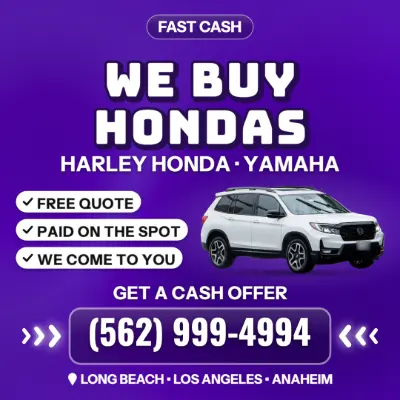 FAST CASH
WE BUY
HONDAS
HARLEY HONDA • YAMAHA
FREE QUOTE
PAID ON THE SPOT
WE COME TO YOU
GET A CASH OFFER
(562) 999-4994
LONG BEACH • LOS ANGELES • ANAHEIM